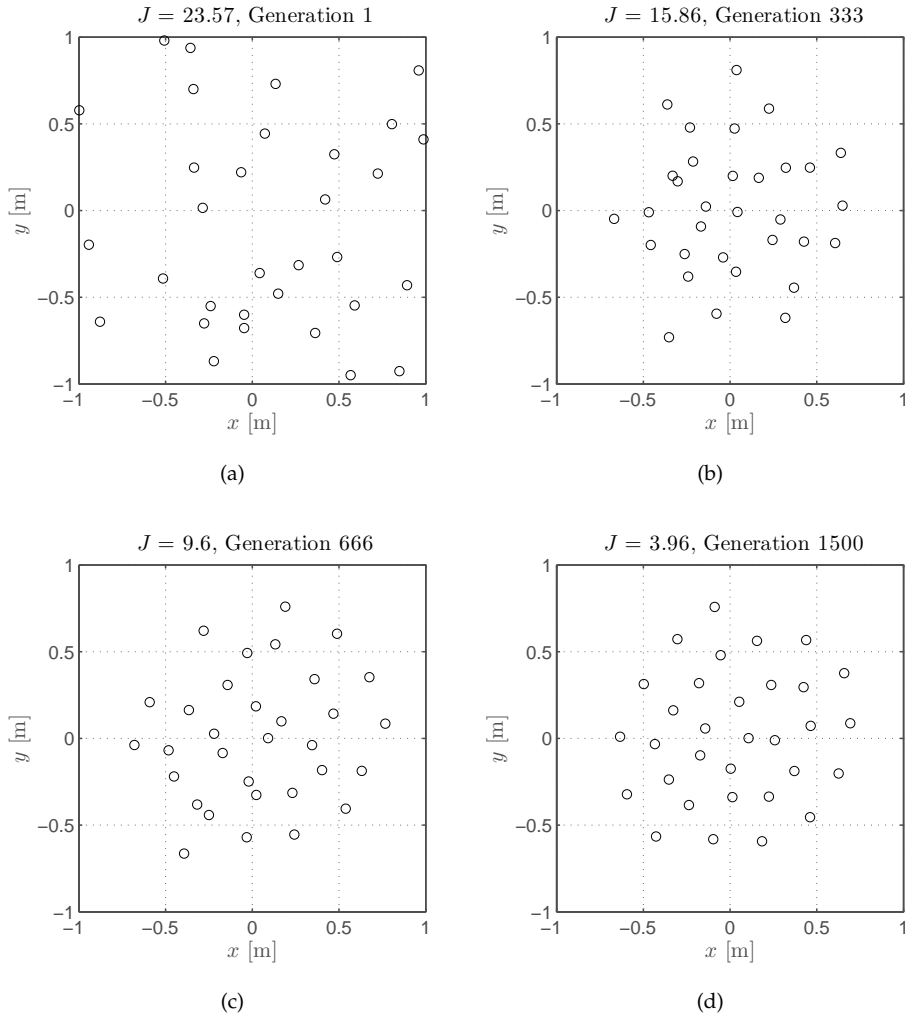 J = 23.57, Generation 1
1
0.5
0
−0.5
−1
−1
−0.5
0
0.5
1
y [m]
x [m]
(a)
J = 15.86, Generation 333
1
0.5
0
−0.5
−1
−1
−0.5
0
0.5
1
y [m]
x [m]
(b)
J = 9.6, Generation 666
1
0.5
0
−0.5
−1
−1
−0.5
0
0.5
1
y [m]
x [m]
(c)
J = 3.96, Generation 1500
1
0.5
0
−0.5
−1
−1
−0.5
0
0.5
1
y [m]
x [m]
(d)